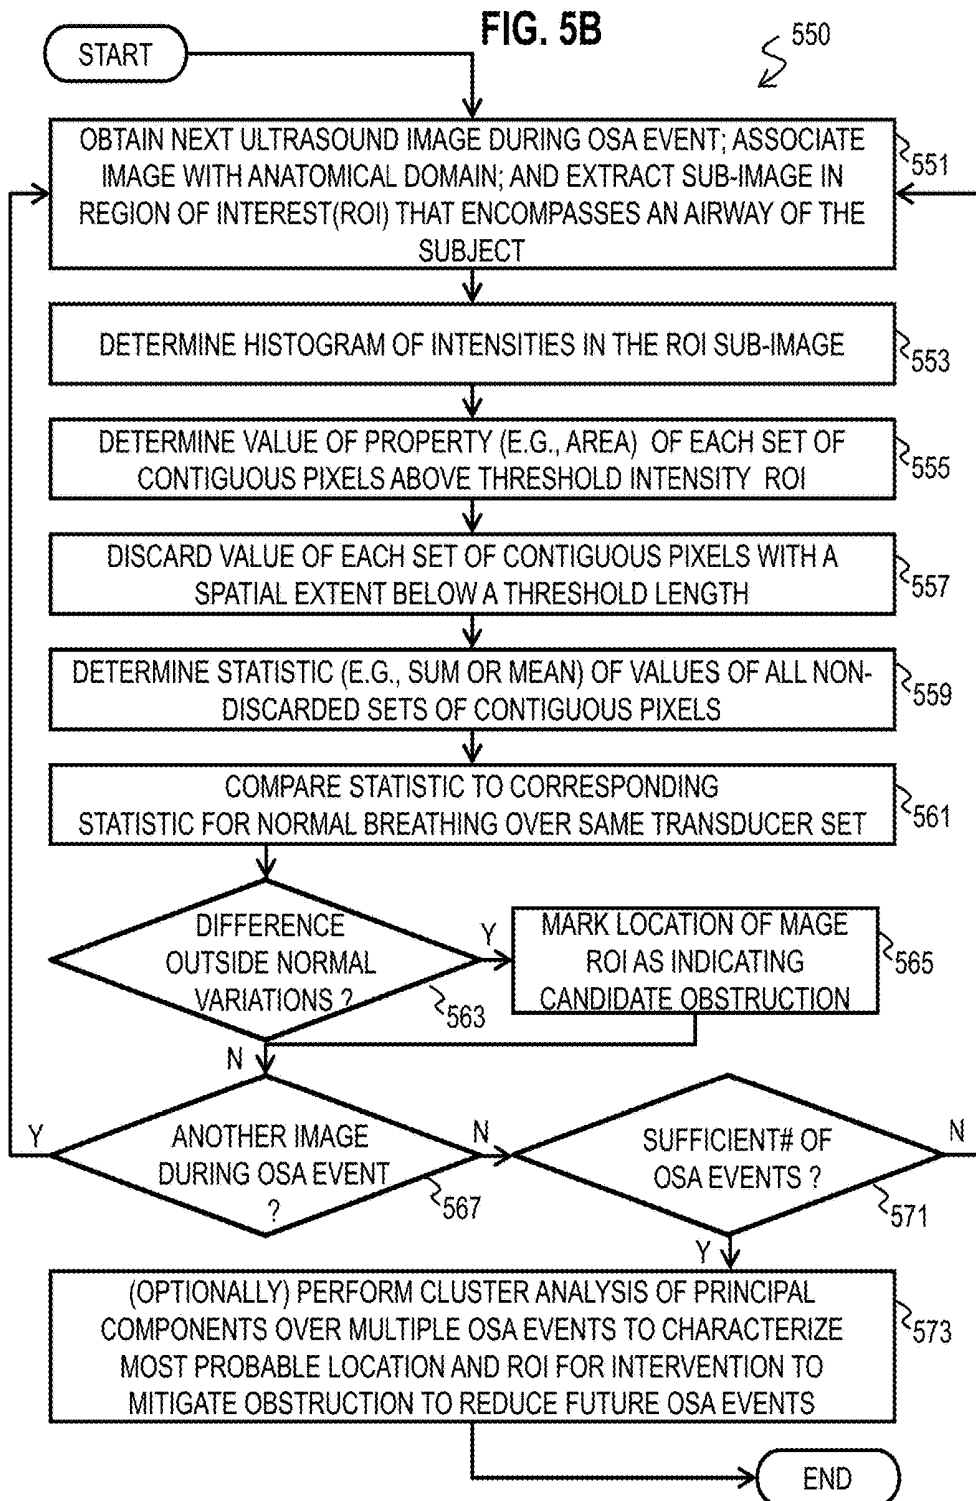 FIG. 5B
START
550
OBTAIN NEXT ULTRASOUND IMAGE DURING OSA EVENT; ASSOCIATE
IMAGE WITH ANATOMICAL DOMAIN; AND EXTRACT SUB-IMAGE IN
REGION OF INTEREST(ROI) THAT ENCOMPASSES AN AIRWAY OF THE
SUBJECT
551
DETERMINE HISTOGRAM OF INTENSITIES IN THE ROI SUB-IMAGE
553
DETERMINE VALUE OF PROPERTY (E.G., AREA) OF EACH SET OF
CONTIGUOUS PIXELS ABOVE THRESHOLD INTENSITY ROI
555
DISCARD VALUE OF EACH SET OF CONTIGUOUS PIXELS WITH A
SPATIAL EXTENT BELOW A THRESHOLD LENGTH
557
DETERMINE STATISTIC (E.G., SUM OR MEAN) OF VALUES OF ALL NON-
DISCARDED SETS OF CONTIGUOUS PIXELS
559
COMPARE STATISTIC TO CORRESPONDING
STATISTIC FOR NORMAL BREATHING OVER SAME TRANSDUCER SET
561
DIFFERENCE
OUTSIDE NORMAL
VARIATIONS ?
563
Y
MARK LOCATION OF MAGE
ROI AS INDICATING
CANDIDATE OBSTRUCTION
565
N
ANOTHER IMAGE
DURING OSA EVENT
?
567
Y
N
SUFFICIENT# OF
OSA EVENTS ?
571
N
Y
(OPTIONALLY) PERFORM CLUSTER ANALYSIS OF PRINCIPAL
COMPONENTS OVER MULTIPLE OSA EVENTS TO CHARACTERIZE
MOST PROBABLE LOCATION AND ROI FOR INTERVENTION TO
MITIGATE OBSTRUCTION TO REDUCE FUTURE OSA EVENTS
573
END